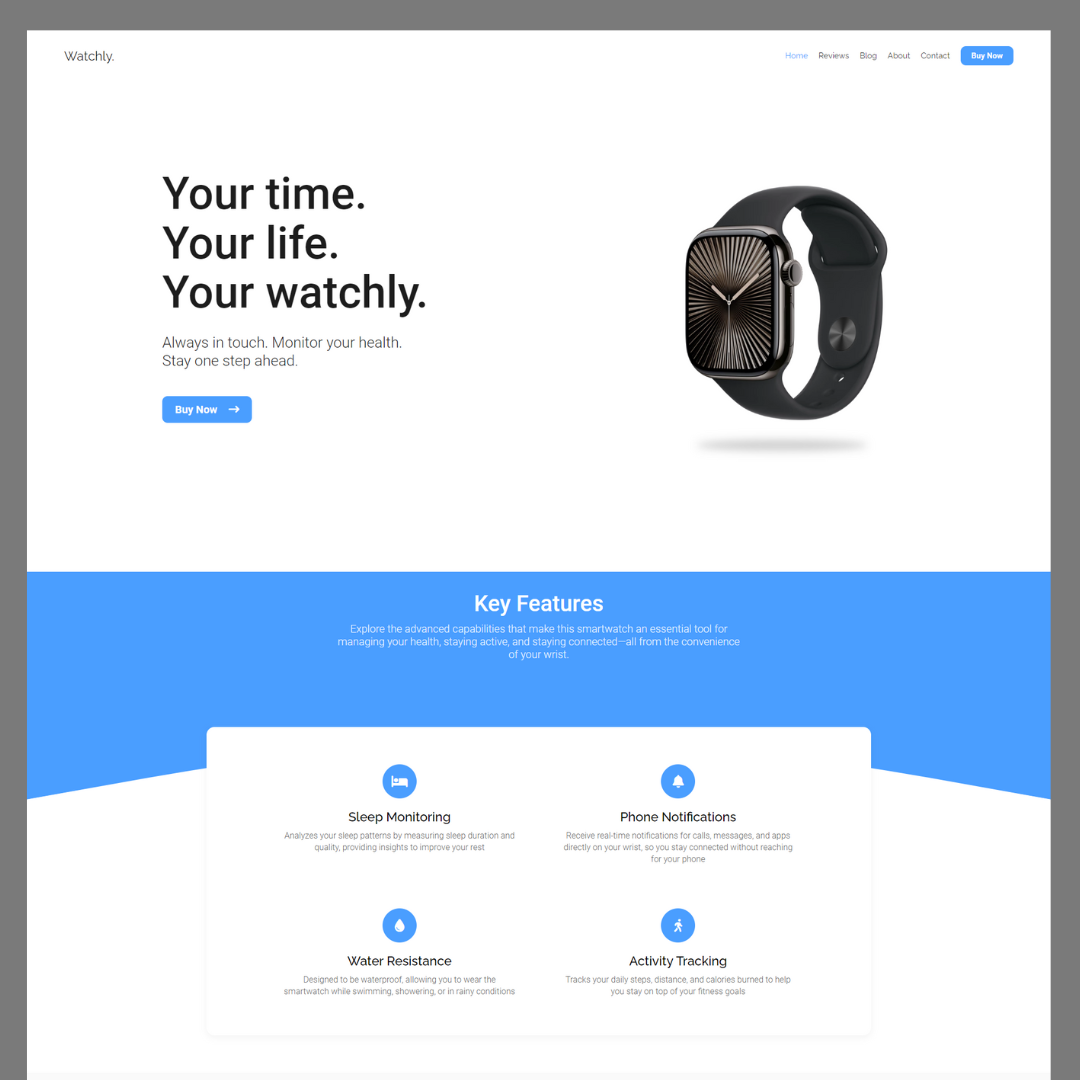 Watchly.
Home Reviews Blog About Contact Buy Now
Your time.
Your life.
Your watchly.
Always in touch. Monitor your health.
Stay one step ahead.
Buy Now
Key Features
Explore the advanced capabilities that make this smartwatch an essential tool for
managing your health, staying active, and staying connected—all from the convenience
of your wrist.
Sleep Monitoring
Analyzes your sleep patterns by measuring sleep duration and
quality, providing insights to improve your rest
Phone Notifications
Receive real-time notifications for calls, messages, and apps
directly on your wrist, so you stay connected without reaching
for your phone
Water Resistance
Designed to be waterproof, allowing you to wear the
smartwatch while swimming, showering, or in rainy conditions
Activity Tracking
Tracks your daily steps, distance, and calories burned to help
you stay on top of your fitness goals